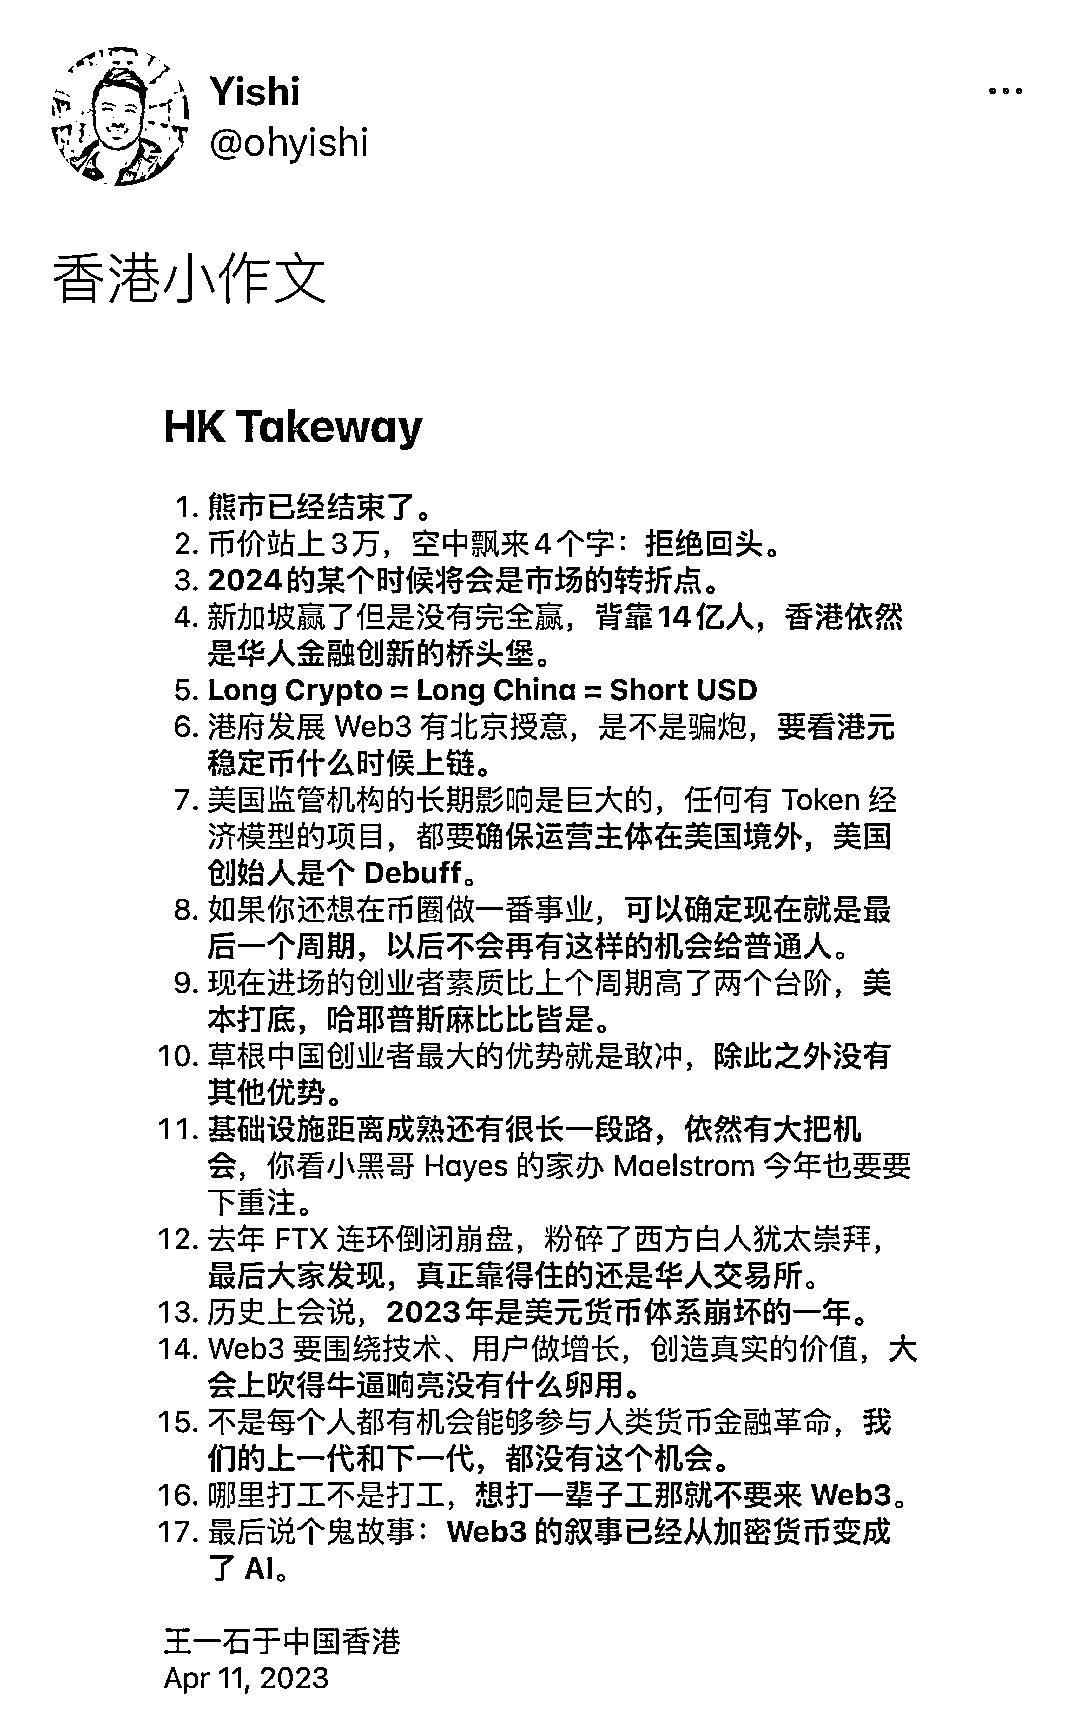 Yishi
@ohyishi
香港小作文
HK Takeway
1. 熊市已经结束了。
2. 币价站上3万，空中飘来4个字：拒绝回头。
3. 2024的某个时候将会是市场的转折点。
4. 新加坡赢了但是没有完全赢，背靠14亿人，香港依然
是华人金融创新的桥头堡。
5. Long Crypto = Long China = Short USD
6. 港府发展 Web3 有北京授意，是不是骗炮，要看港元
稳定币什么时候上链。
7. 美国监管机构的长期影响是巨大的，任何有 Token 经
济模型的项目，都要确保运营主体在美国境外，美国
创始人是个 Debuff。
8. 如果你还想在币圈做一番事业，可以确定现在就是最
后一个周期，以后不会再有这样的机会给普通人。
9. 现在进场的创业者素质比上个周期高了两个台阶，美
本打底，哈耶普斯麻比比皆是。
10. 草根中国创业者最大的优势就是敢冲，除此之外没有
其他优势。
11. 基础设施距离成熟还有很长一段路，依然有大把机
会，你看小黑哥 Hayes 的家办 Maelstrom 今年也要要
下重注。
12. 去年 FTX 连环倒闭崩盘，粉碎了西方白人犹太崇拜，
最后大家发现，真正靠得住的还是华人交易所。
13. 历史上会说，2023年是美元货币体系崩坏的一年。
14. Web3 要围绕技术、用户做增长，创造真实的价值，大
会上吹得牛逼响亮没有什么卵用。
15. 不是每个人都有机会能够参与人类货币金融革命，我
们的上一代和下一代，都没有这个机会。
16. 哪里打工不是打工，想打一辈子工那就不要来 Web3。
17. 最后说个鬼故事：Web3 的叙事已经从加密货币变成
了 AI。
王一石于中国香港
Apr 11, 2023